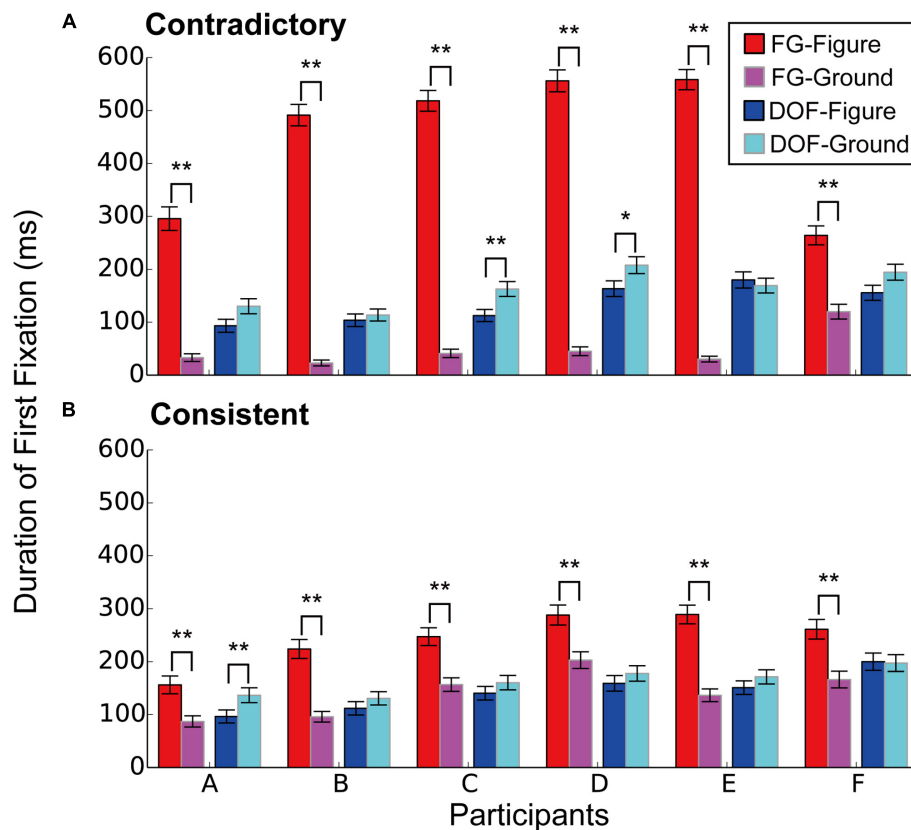 A
Contradictory
600
500
400
300
200
100
0
** ** ** ** ** ** ** *
FG-Figure
FG-Ground
DOF-Figure
DOF-Ground
Duration of First Fixation (ms)
B
Consistent
600
500
400
300
200
100
0
** ** ** ** ** ** **
A B C D E F
Participants